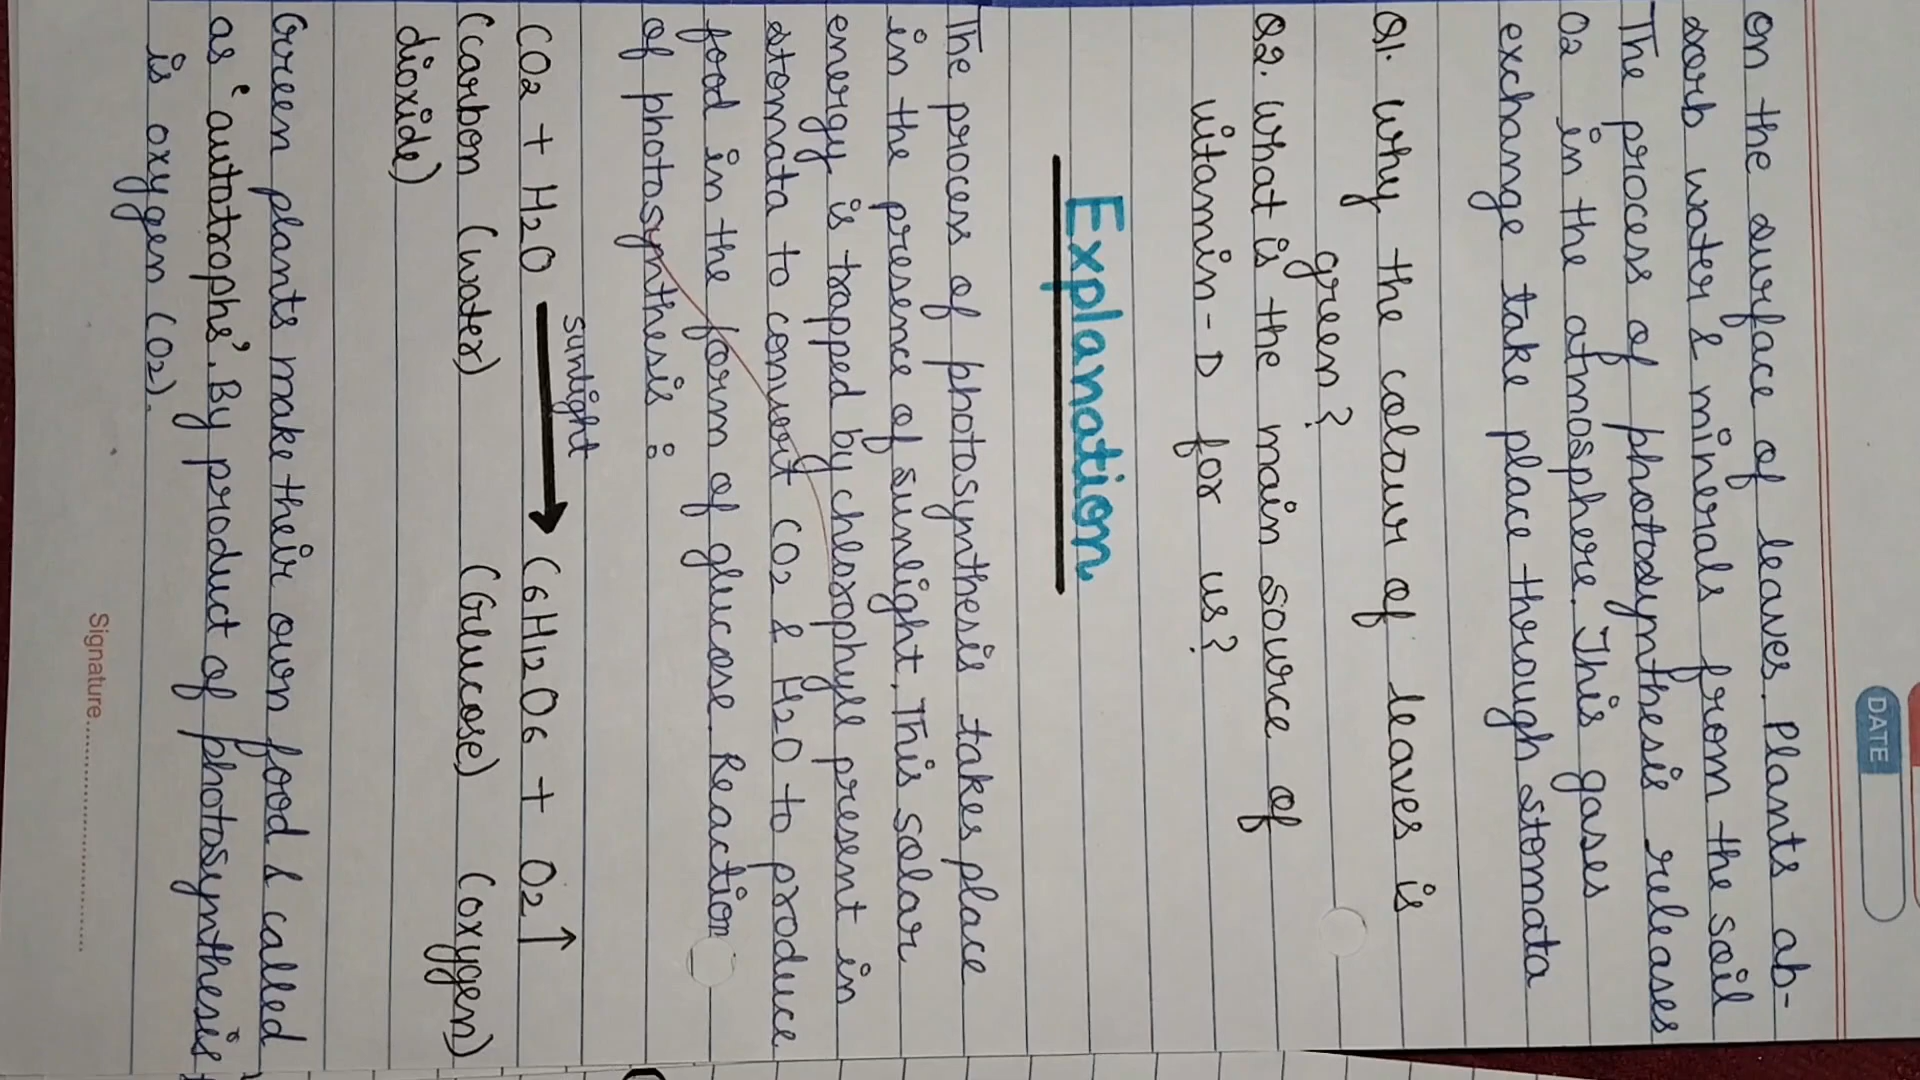 DATE
on the surface of leaves. Plants ab-
sorb water & minerals from the soil
The process of photosynthesis releases
O2 in the atmosphere. This gases
exchange take place through stomata
Q1. Why the colour of leaves is
green?
Q2. What is the main source of
vitamin-D for us?
Explanation
The process of photosynthesis takes place
in the presence of sunlight. This solar
energy is trapped by chlorophyll present in
stomata to convert CO2 & H2O to produce
food in the form of glucose. Reaction
of photosynthesis :
sunlight
CO2 + H2O → C6H12O6 + O2↑
(carbon (water) (Glucose) (oxygen)
dioxide)
Green plants make their own food & called
as 'autotrophs'. By product of photosynthesis
is oxygen (O2).
Signature